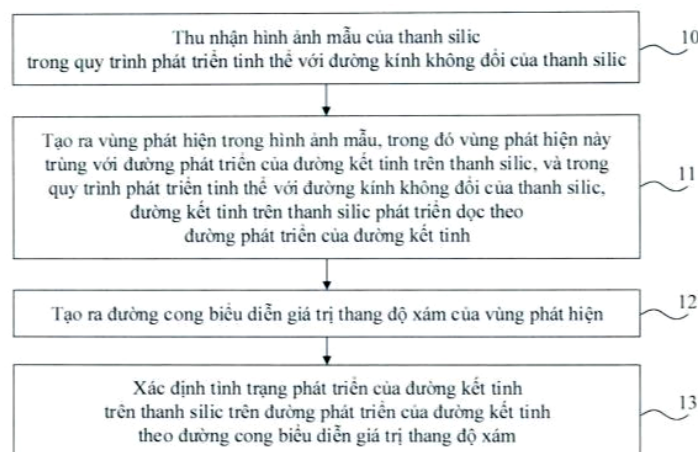 Thu nhận hình ảnh mẫu của thanh silic
trong quy trình phát triển tinh thể với đường kính không đổi của thanh silic
10
Tạo ra vùng phát hiện trong hình ảnh mẫu, trong đó vùng phát hiện này
trùng với đường phát triển của đường kết tinh trên thanh silic, và trong
quy trình phát triển tinh thể với đường kính không đổi của thanh silic,
đường kết tinh trên thanh silic phát triển dọc theo
đường phát triển của đường kết tinh
11
Tạo ra đường cong biểu diễn giá trị thang độ xám của vùng phát hiện
12
Xác định tình trạng phát triển của đường kết tinh
trên thanh silic trên đường phát triển của đường kết tinh
theo đường cong biểu diễn giá trị thang độ xám
13